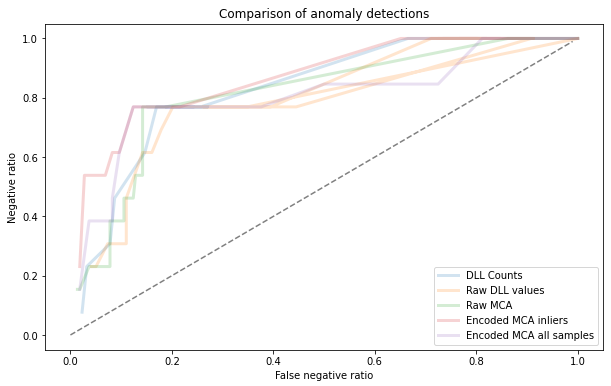 Comparison of anomaly detections
Negative ratio
1.0
0.8
0.6
0.4
0.2
0.0
0.0 0.2 0.4 0.6 0.8 1.0
False negative ratio
DLL Counts
Raw DLL values
Raw MCA
Encoded MCA inliers
Encoded MCA all samples